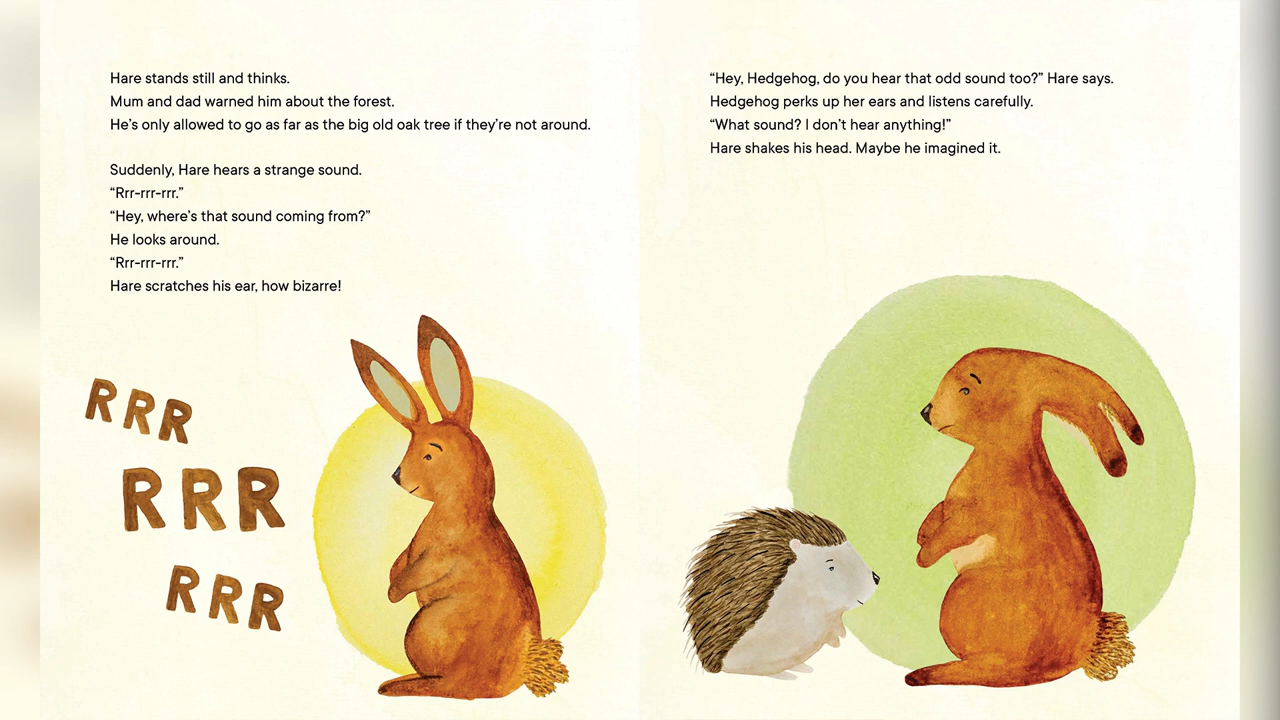 Hare stands still and thinks.
Mum and dad warned him about the forest.
He’s only allowed to go as far as the big old oak tree if they’re not around.
Suddenly, Hare hears a strange sound.
“Rrr-rrr-rrr.”
“Hey, where’s that sound coming from?”
He looks around.
“Rrr-rrr-rrr.”
Hare scratches his ear, how bizarre!
RRR
RRR
RRR
“Hey, Hedgehog, do you hear that odd sound too?” Hare says.
Hedgehog perks up her ears and listens carefully.
“What sound? I don’t hear anything!”
Hare shakes his head. Maybe he imagined it.